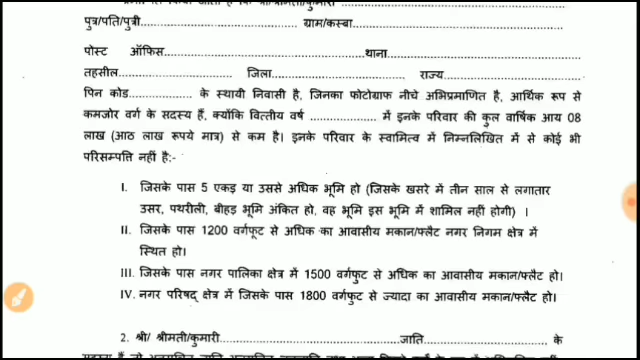 श्री/श्रीमती/कुमारी ....................................................
पुत्र/पति/पुत्री.......................................... ग्राम/कस्बा.................................................
पोस्ट ऑफिस...................................................थाना..................................................
तहसील............................ जिला....................................... राज्य......................................
पिन कोड..................... के स्थायी निवासी है, जिनका फोटोग्राफ नीचे अभिप्रमाणित है, आर्थिक रूप से
कमजोर वर्ग के सदस्य हैं, क्योंकि वित्तीय वर्ष .................. में इनके परिवार की कुल वार्षिक आय 08
लाख (आठ लाख रूपये मात्र) से कम है। इनके परिवार के स्वामित्व में निम्नलिखित में से कोई भी
परिसम्पत्ति नहीं है:-
I. जिसके पास 5 एकड़ या उससे अधिक भूमि हो (जिसके खसरे में तीन साल से लगातार
उसर, पथरीली, बीहड़ भूमि अंकित हो, वह भूमि इस भूमि में शामिल नहीं होगी) ।
II. जिसके पास 1200 वर्गफूट से अधिक का आवासीय मकान/फ्लैट नगर निगम क्षेत्र में
स्थित हो।
III. जिसके पास नगर पालिका क्षेत्र में 1500 वर्गफुट से अधिक का आवासीय मकान/फ्लैट हो।
IV. नगर परिषद् क्षेत्र में जिसके पास 1800 वर्गफुट से ज्यादा का आवासीय मकान/फ्लैट हो।
2. श्री/ श्रीमती/कुमारी..................................................जाति.................................... के